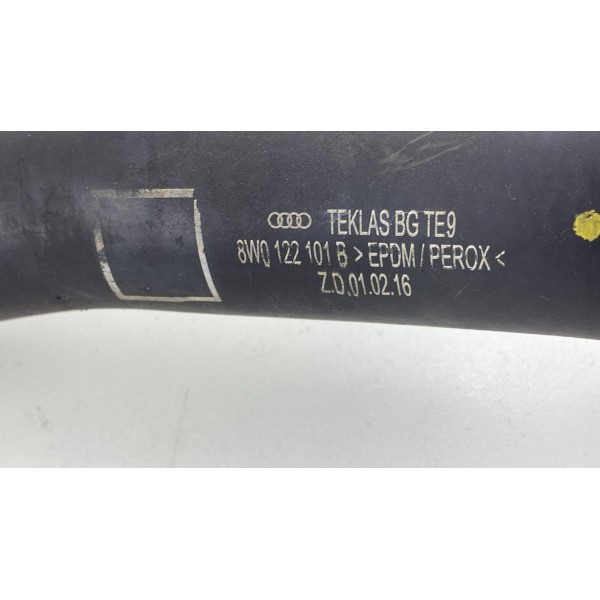 TEKLAS BG TE9
8W0 122 101 B > EPDM / PEROX <
Z.D.01.02.16